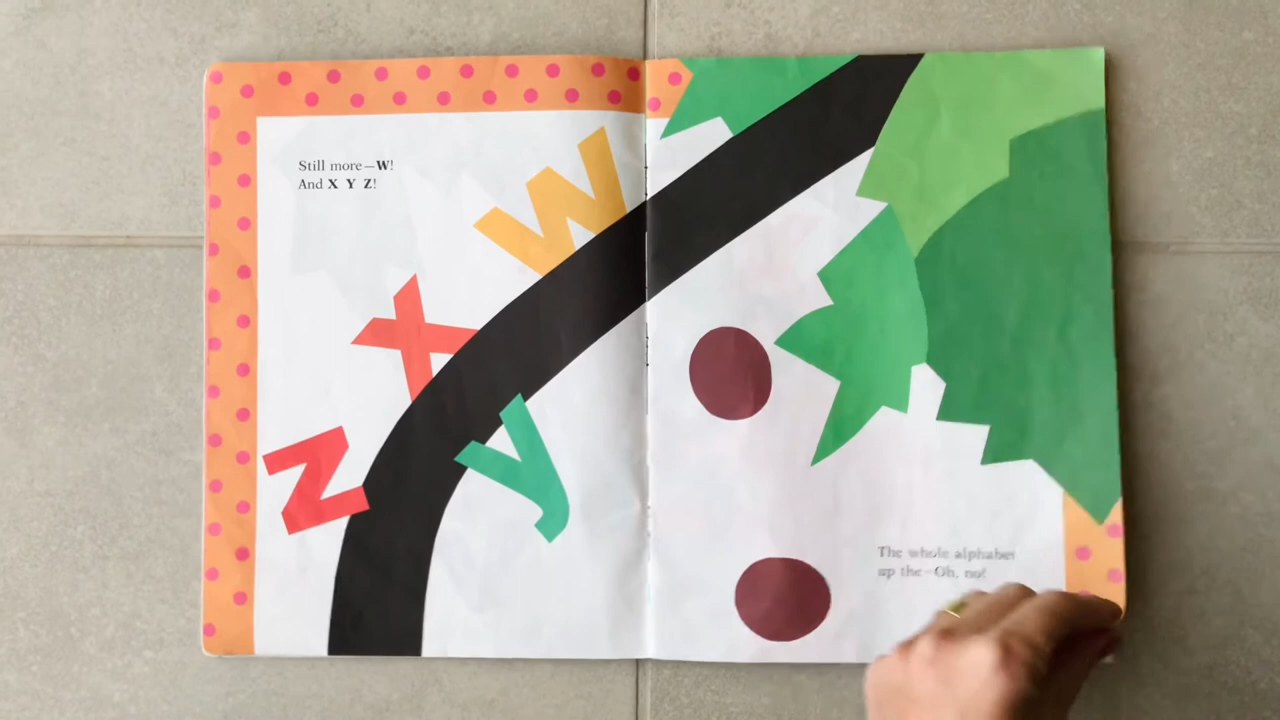 Still more—W!
And X Y Z!
w
x
y
z
The whole alphabet
up the—Oh, no!